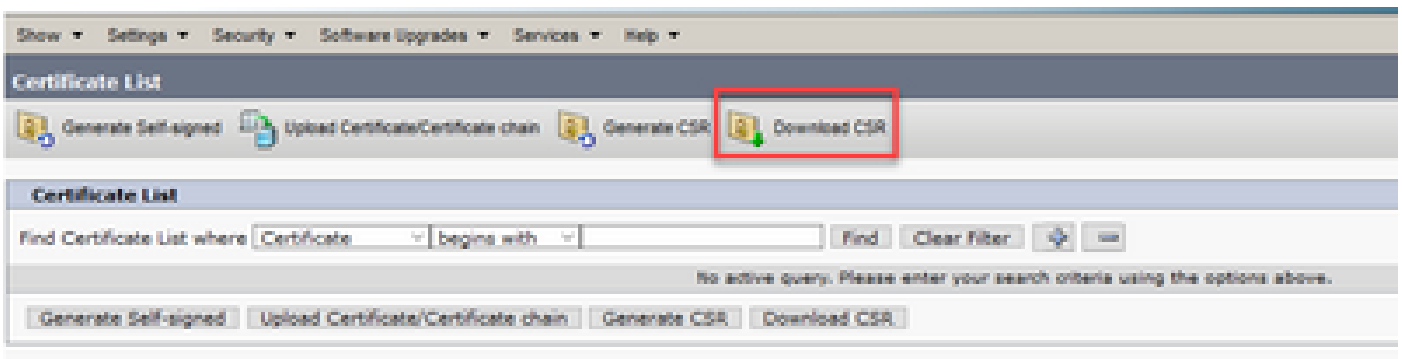 Show Settings Security Software Upgrades Services Help
Certificate List
Generate Self-signed Upload Certificate/Certificate chain Generate CSR Download CSR
Certificate List
Find Certificate List where Certificate begins with Find Clear Filter
No active query. Please enter your search criteria using the options above.
Generate Self-signed Upload Certificate/Certificate chain Generate CSR Download CSR